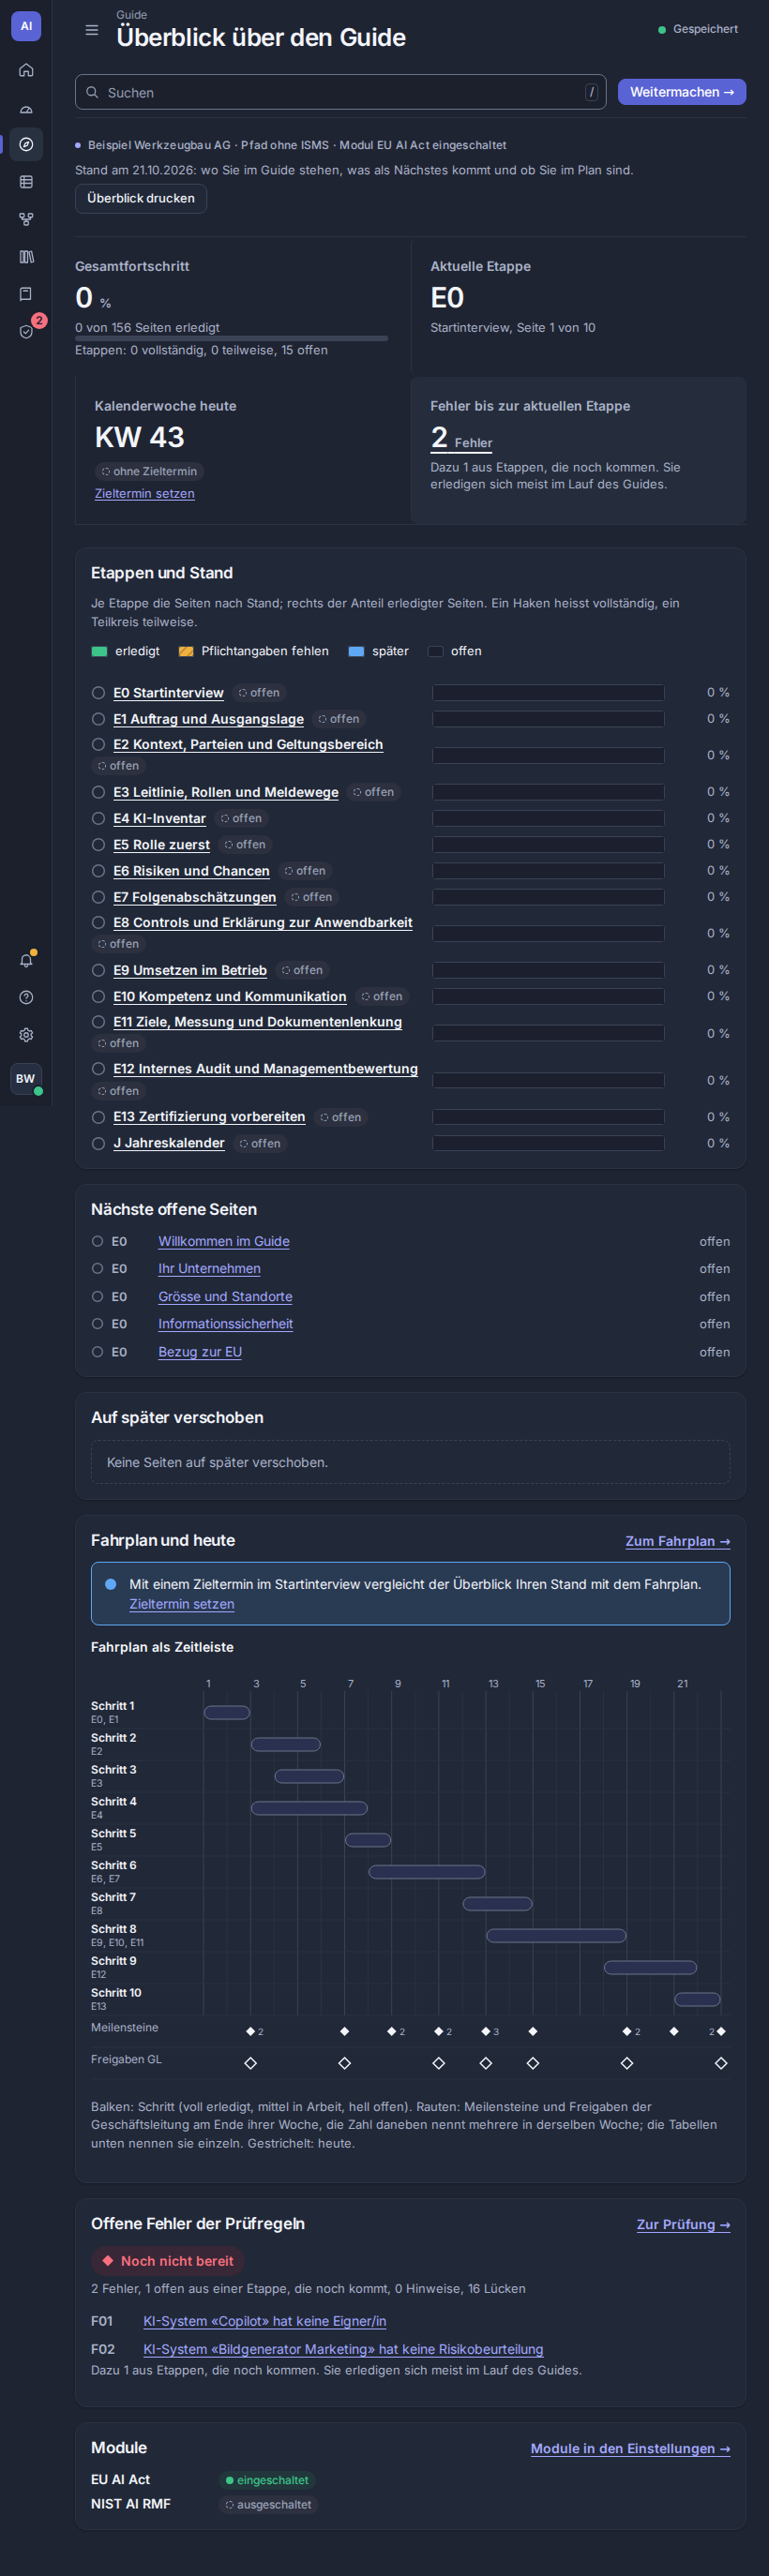 AI
Guide
Überblick über den Guide
Gespeichert
Suchen
/
Weitermachen →
Beispiel Werkzeugbau AG · Pfad ohne ISMS · Modul EU AI Act eingeschaltet
Stand am 21.10.2026: wo Sie im Guide stehen, was als Nächstes kommt und ob Sie im Plan sind.
Überblick drucken
Gesamtfortschritt
0 %
0 von 156 Seiten erledigt
Etappen: 0 vollständig, 0 teilweise, 15 offen
Aktuelle Etappe
E0
Startinterview, Seite 1 von 10
2
Kalenderwoche heute
KW 43
ohne Zieltermin
Zieltermin setzen
Fehler bis zur aktuellen Etappe
2 Fehler
Dazu 1 aus Etappen, die noch kommen. Sie
erledigen sich meist im Lauf des Guides.
Etappen und Stand
Je Etappe die Seiten nach Stand; rechts der Anteil erledigter Seiten. Ein Haken heisst vollständig, ein
Teilkreis teilweise.
erledigt Pflichtangaben fehlen später offen
E0 Startinterview offen 0 %
E1 Auftrag und Ausgangslage offen 0 %
E2 Kontext, Parteien und Geltungsbereich
offen 0 %
E3 Leitlinie, Rollen und Meldewege offen 0 %
E4 KI-Inventar offen 0 %
E5 Rolle zuerst offen 0 %
E6 Risiken und Chancen offen 0 %
E7 Folgenabschätzungen offen 0 %
E8 Controls und Erklärung zur Anwendbarkeit
offen 0 %
E9 Umsetzen im Betrieb offen 0 %
E10 Kompetenz und Kommunikation offen 0 %
E11 Ziele, Messung und Dokumentenlenkung
offen 0 %
E12 Internes Audit und Managementbewertung
offen 0 %
E13 Zertifizierung vorbereiten offen 0 %
J Jahreskalender offen 0 %
BW
Nächste offene Seiten
E0 Willkommen im Guide offen
E0 Ihr Unternehmen offen
E0 Grösse und Standorte offen
E0 Informationssicherheit offen
E0 Bezug zur EU offen
Auf später verschoben
Keine Seiten auf später verschoben.
Fahrplan und heute
Zum Fahrplan →
Mit einem Zieltermin im Startinterview vergleicht der Überblick Ihren Stand mit dem Fahrplan.
Zieltermin setzen
Fahrplan als Zeitleiste
1 3 5 7 9 11 13 15 17 19 21
Schritt 1
E0, E1
Schritt 2
E2
Schritt 3
E3
Schritt 4
E4
Schritt 5
E5
Schritt 6
E6, E7
Schritt 7
E8
Schritt 8
E9, E10, E11
Schritt 9
E12
Schritt 10
E13
Meilensteine 2 2 2 3 2 2
Freigaben GL
Balken: Schritt (voll erledigt, mittel in Arbeit, hell offen). Rauten: Meilensteine und Freigaben der
Geschäftsleitung am Ende ihrer Woche, die Zahl daneben nennt mehrere in derselben Woche; die Tabellen
unten nennen sie einzeln. Gestrichelt: heute.
Offene Fehler der Prüfregeln
Zur Prüfung →
Noch nicht bereit
2 Fehler, 1 offen aus einer Etappe, die noch kommt, 0 Hinweise, 16 Lücken
F01 KI-System «Copilot» hat keine Eigner/in
F02 KI-System «Bildgenerator Marketing» hat keine Risikobeurteilung
Dazu 1 aus Etappen, die noch kommen. Sie erledigen sich meist im Lauf des Guides.
Module
Module in den Einstellungen →
EU AI Act eingeschaltet
NIST AI RMF ausgeschaltet